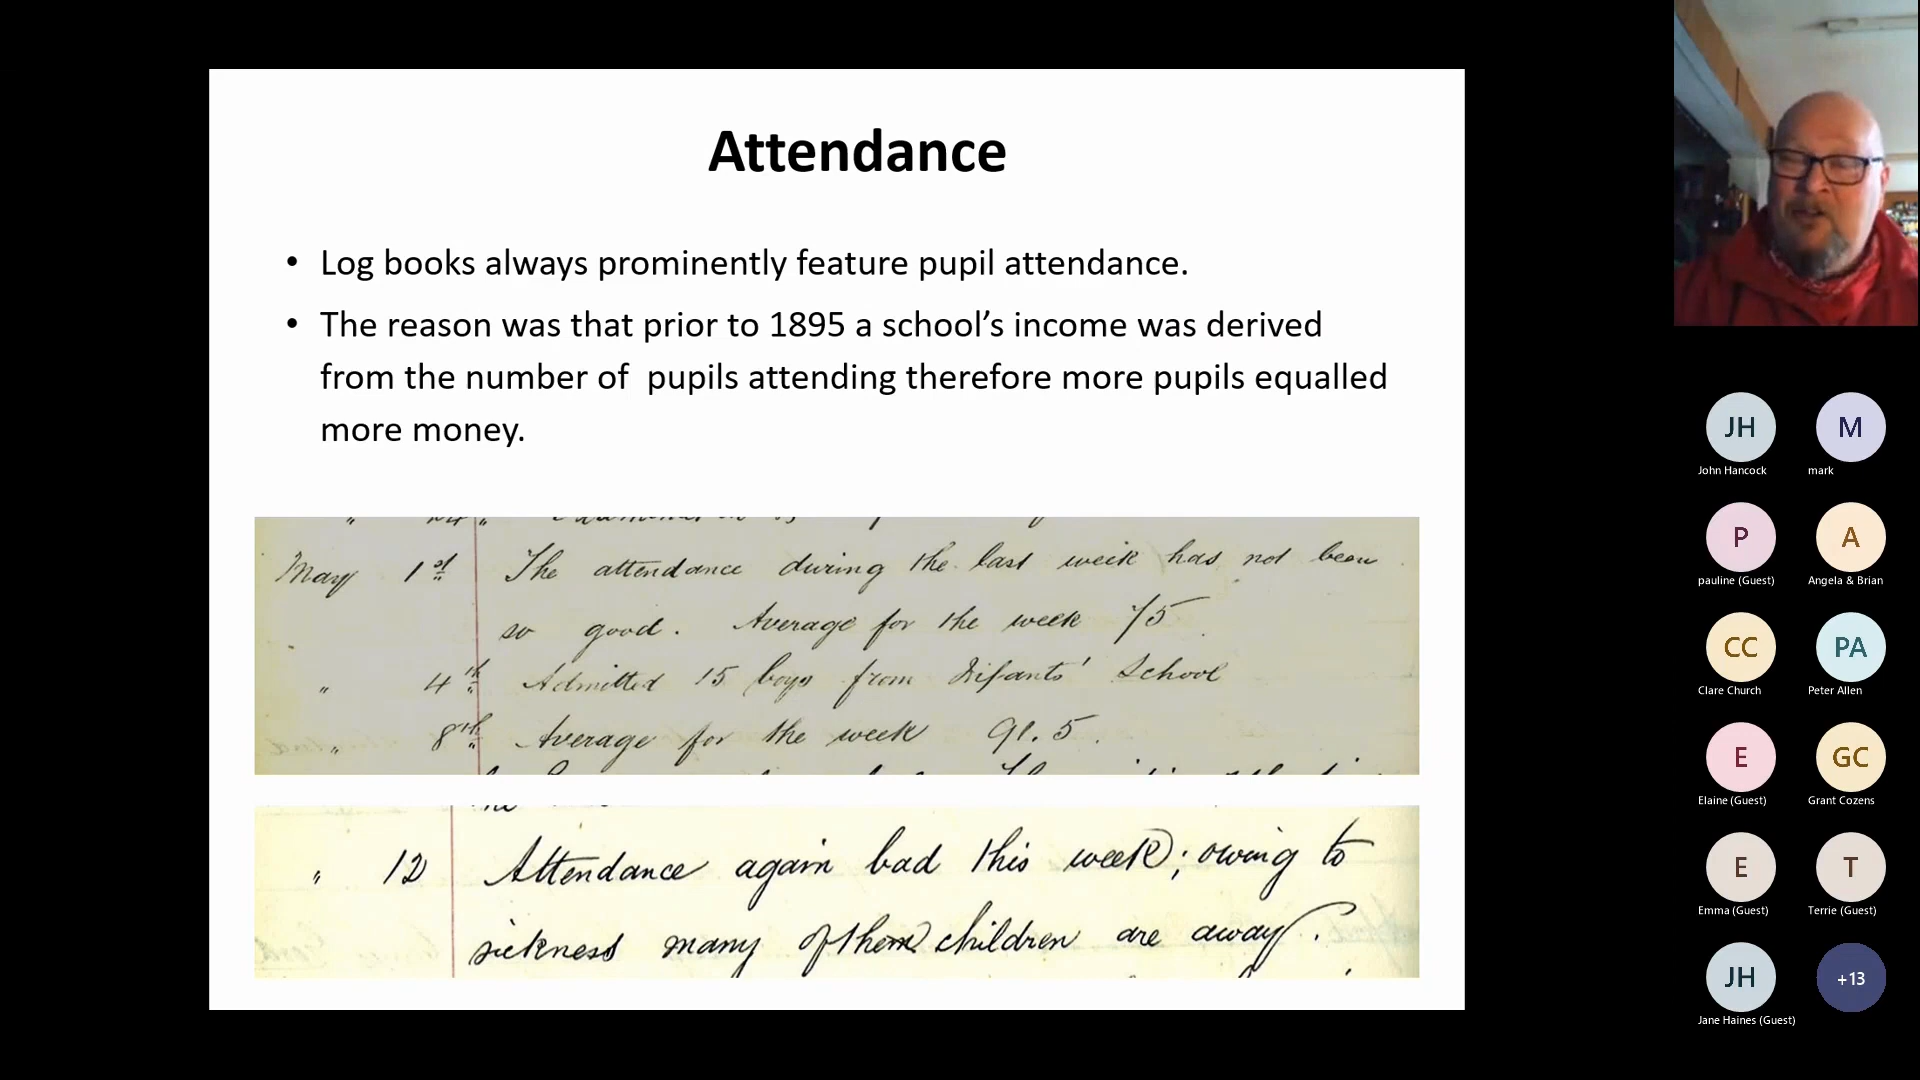 Attendance
• Log books always prominently feature pupil attendance.
• The reason was that prior to 1895 a school’s income was derived
from the number of  pupils attending therefore more pupils equalled
more money.
May 1st The attendance during the last week has not been
so good. Average for the week 75
" 4th Admitted 15 boys from Infants' School
" 8th Average for the week 91.5.
" 12 Attendance again bad this week; owing to
sickness many of them children are away.
JH M
John Hancock mark
P A
pauline (Guest) Angela & Brian
CC PA
Clare Church Peter Allen
E GC
Elaine (Guest) Grant Cozens
E T
Emma (Guest) Terrie (Guest)
JH +13
Jane Haines (Guest)